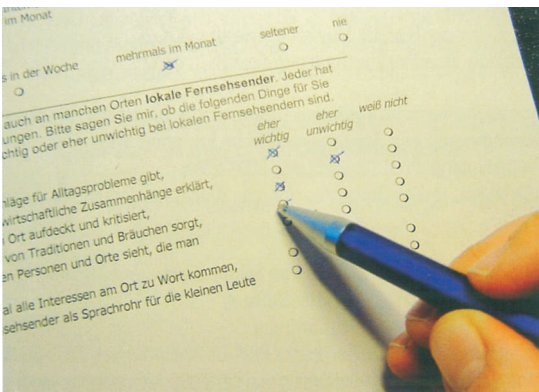 im Monat
s in der Woche
mehrmals im Monat
seltener
nie
auch an manchen Orten lokale Fernsehsender. Jeder hat
ungen. Bitte sagen Sie mir, ob die folgenden Dinge für Sie
chtig oder eher unwichtig bei lokalen Fernsehsendern sind.
eher wichtig
eher unwichtig
weiß nicht
hläge für Alltagsprobleme gibt,
wirtschaftliche Zusammenhänge erklärt,
Ort aufdeckt und kritisiert,
von Traditionen und Bräuchen sorgt,
en Personen und Orte sieht, die man
al alle Interessen am Ort zu Wort kommen,
sehsender als Sprachrohr für die kleinen Leute